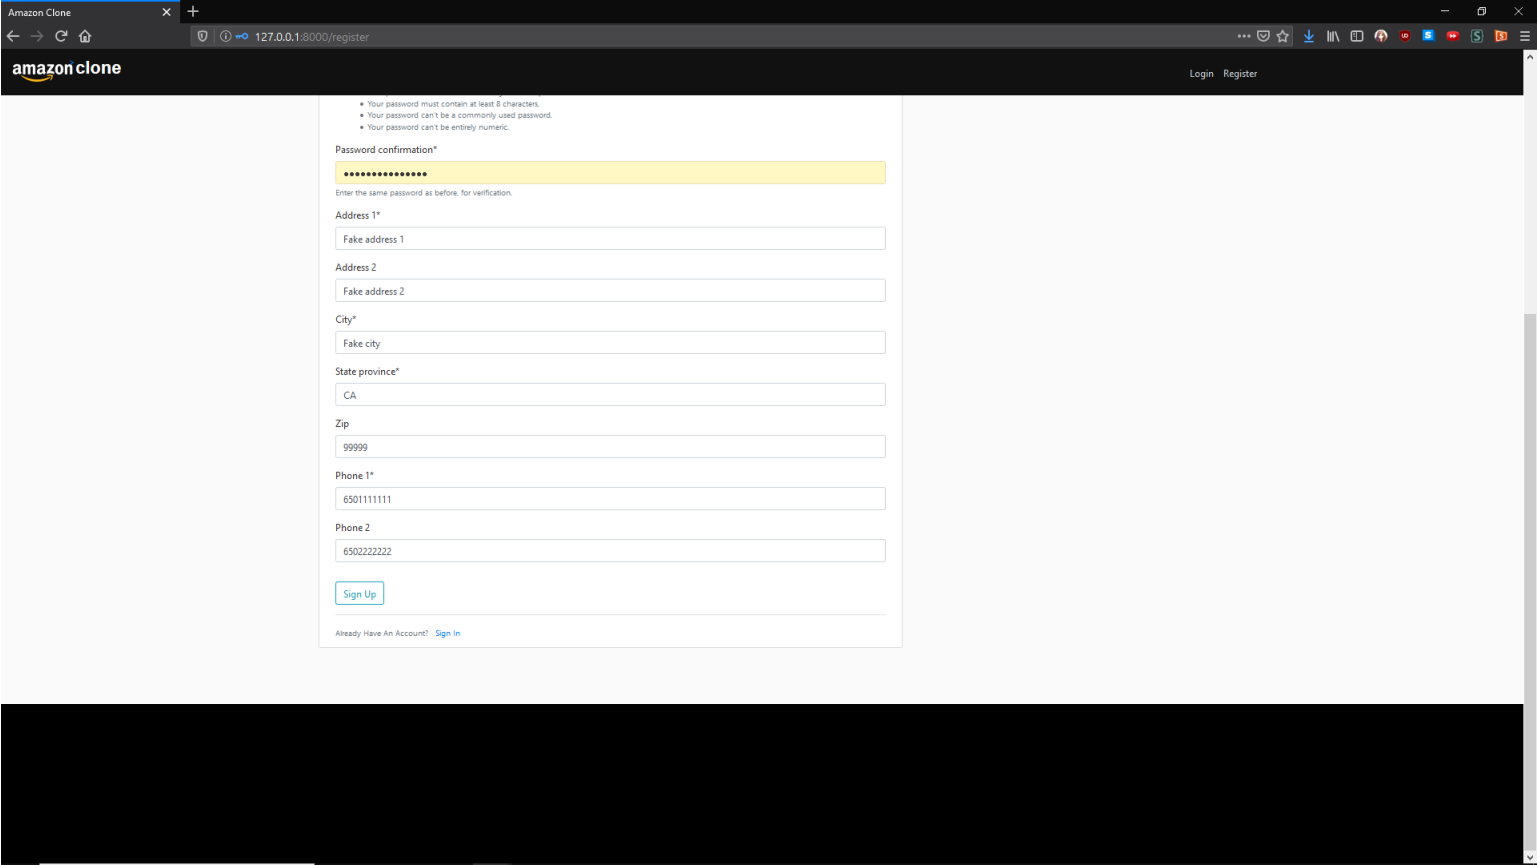 Amazon Clone
127.0.0.1:8000/register
amazon clone
Login Register
Your password must contain at least 8 characters.
Your password can't be a commonly used password.
Your password can't be entirely numeric.
Password confirmation*
Enter the same password as before, for verification.
Address 1*
Fake address 1
Address 2
Fake address 2
City*
Fake city
State province*
CA
Zip
99999
Phone 1*
6501111111
Phone 2
6502222222
Sign Up
Already Have An Account? Sign In